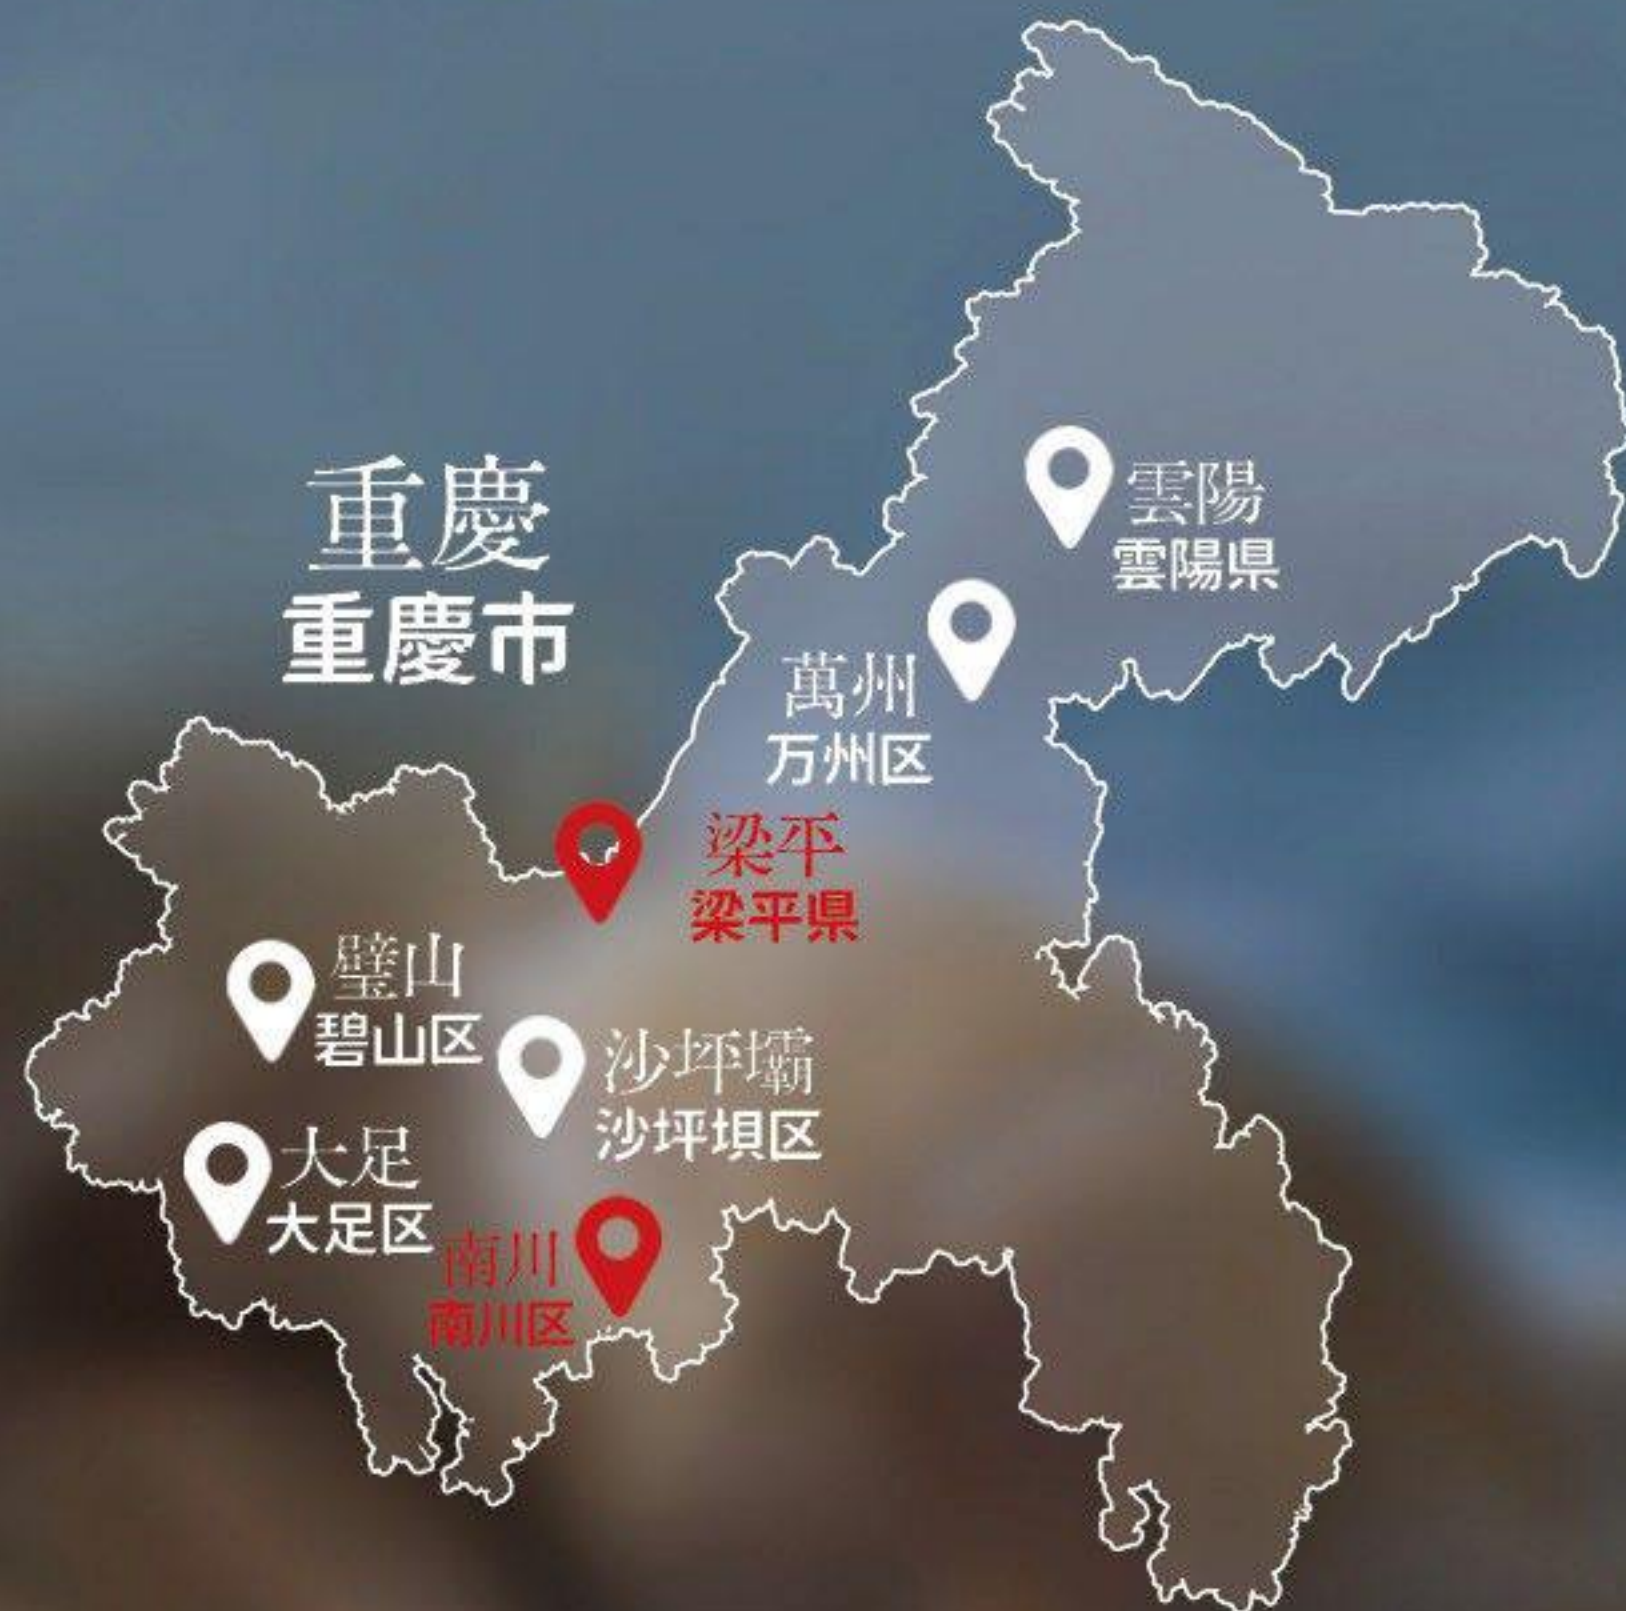 重慶
重慶市
雲陽
雲陽県
萬州
万州区
梁平
梁平県
璧山
碧山区
沙坪壩
沙坪坝区
大足
大足区
南川
南川区